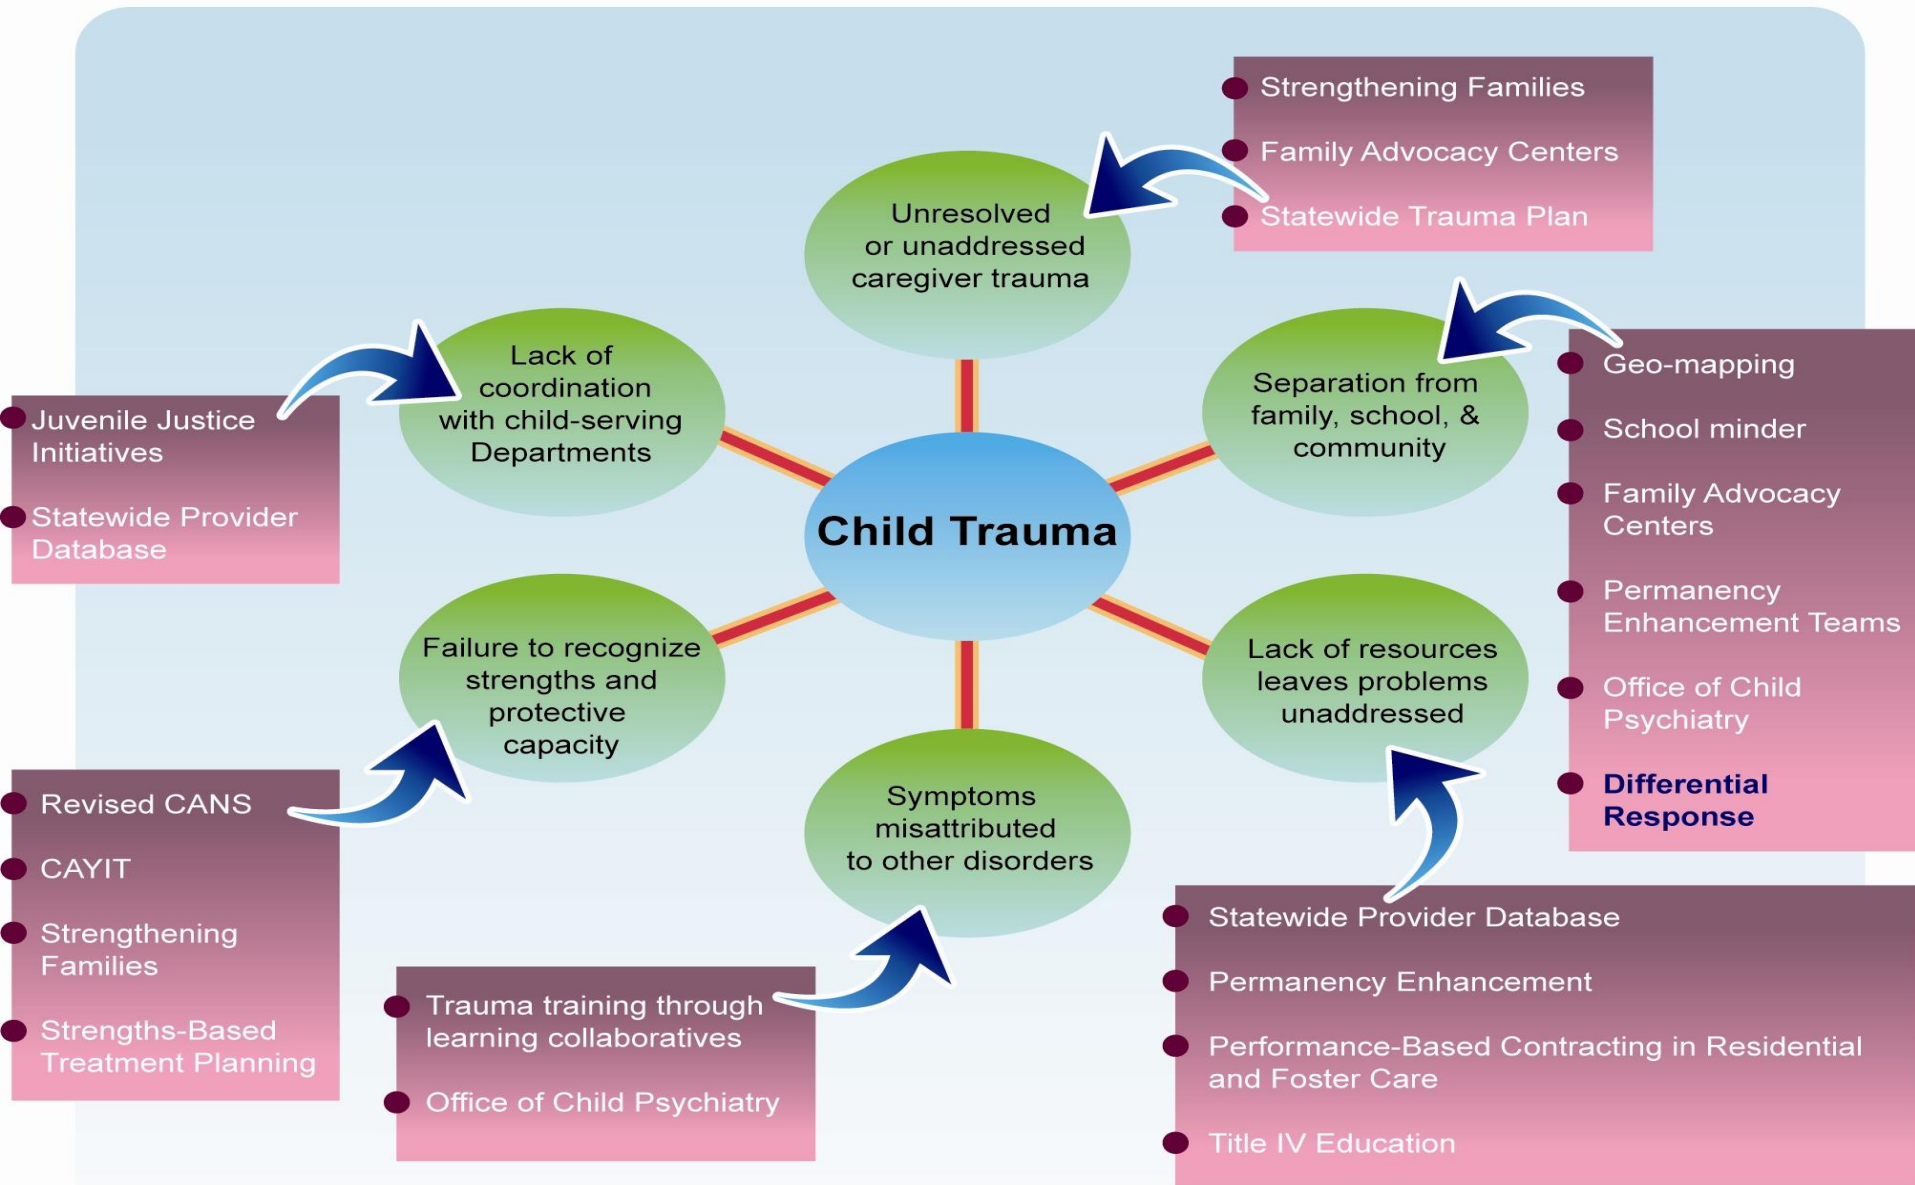 Strengthening Families
Family Advocacy Centers
Statewide Trauma Plan
Unresolved
or unaddressed
caregiver trauma
Lack of
coordination
with child-serving
Departments
Separation from
family, school, &
community
Geo-mapping
School minder
Family Advocacy
Centers
Permanency
Enhancement Teams
Office of Child
Psychiatry
Differential
Response
Juvenile Justice
Initiatives
Statewide Provider
Database
Child Trauma
Failure to recognize
strengths and
protective
capacity
Lack of resources
leaves problems
unaddressed
Symptoms
misattributed
to other disorders
Revised CANS
CAYIT
Strengthening
Families
Strengths-Based
Treatment Planning
Trauma training through
learning collaboratives
Office of Child Psychiatry
Statewide Provider Database
Permanency Enhancement
Performance-Based Contracting in Residential
and Foster Care
Title IV Education